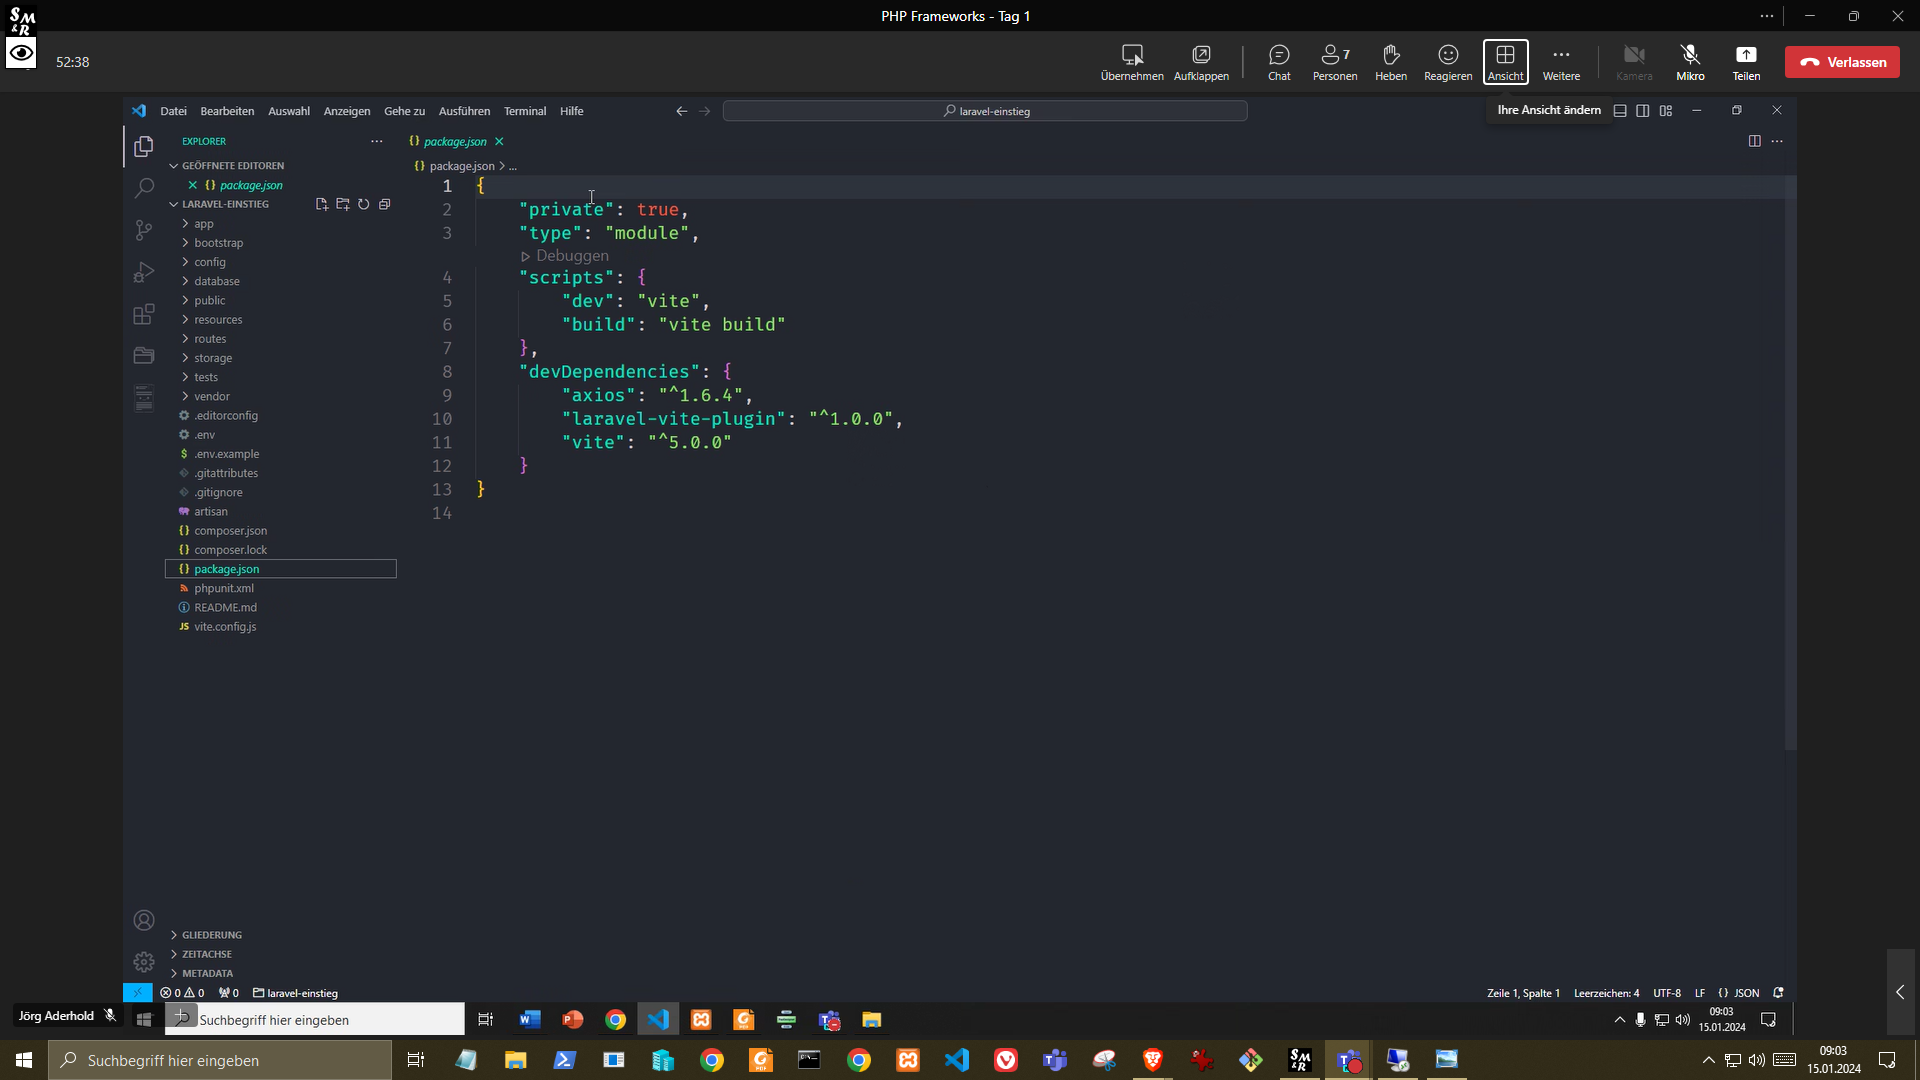 SM&R
PHP Frameworks - Tag 1
52:38
Übernehmen
Aufklappen
Chat
7
Personen
Heben
Reagieren
Ansicht
Weitere
Kamera
Mikro
Teilen
Verlassen
Datei Bearbeiten Auswahl Anzeigen Gehe zu Ausführen Terminal Hilfe
laravel-einstieg
Ihre Ansicht ändern
EXPLORER
GEÖFFNETE EDITOREN
{} package.json
LARAVEL-EINSTIEG
app
bootstrap
config
database
public
resources
routes
storage
tests
vendor
.editorconfig
.env
$ .env.example
.gitattributes
.gitignore
artisan
{} composer.json
{} composer.lock
{} package.json
phpunit.xml
README.md
JS vite.config.js
GLIEDERUNG
ZEITACHSE
METADATA
{} package.json
{} package.json > ...
1 {
2 "private": true,
3 "type": "module",
Debuggen
4 "scripts": {
5 "dev": "vite",
6 "build": "vite build"
7 },
8 "devDependencies": {
9 "axios": "^1.6.4",
10 "laravel-vite-plugin": "^1.0.0",
11 "vite": "^5.0.0"
12 }
13 }
14
0 0 0 laravel-einstieg
Zeile 1, Spalte 1 Leerzeichen: 4 UTF-8 LF {} JSON
Jörg Aderhold
Suchbegriff hier eingeben
09:03
15.01.2024
Suchbegriff hier eingeben
SM&R
09:03
15.01.2024